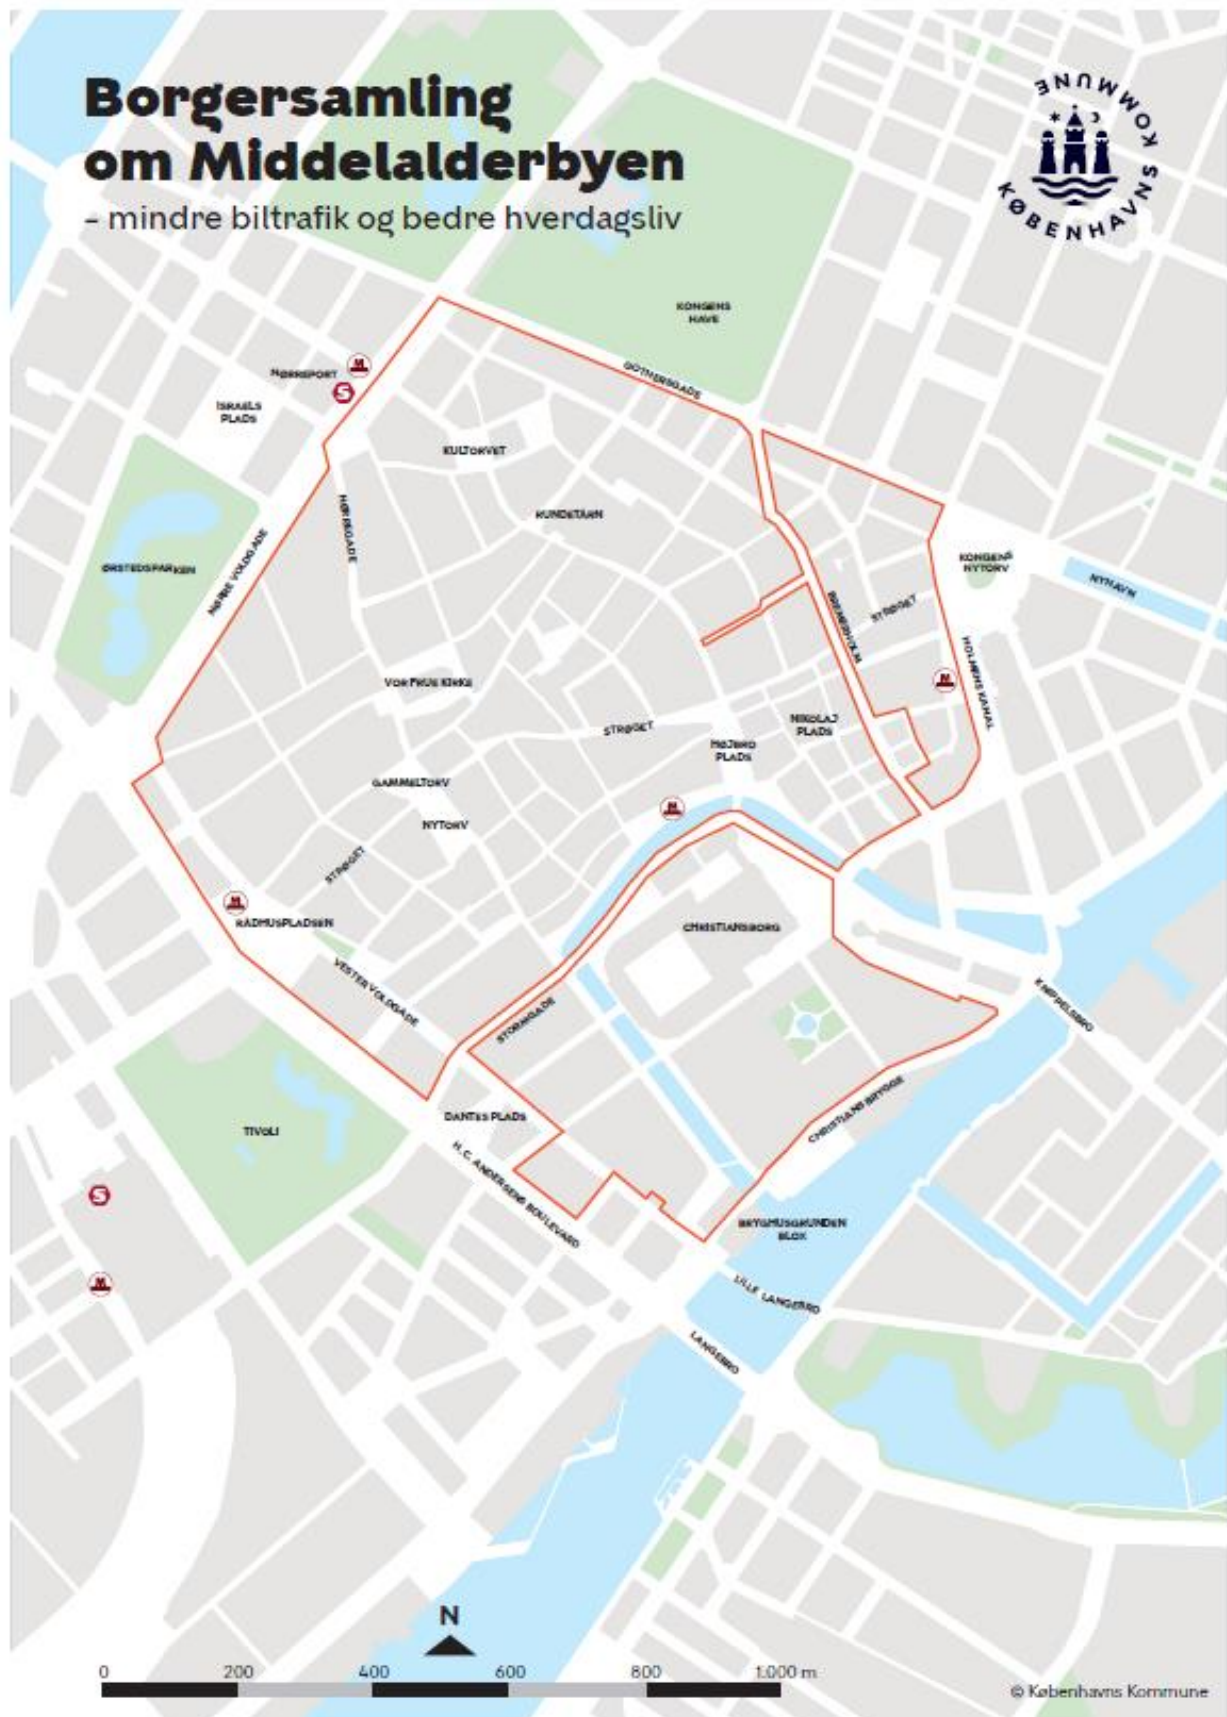 Borgersamling
om Middelalderbyen
– mindre biltrafik og bedre hverdagsliv
KØBENHAVNS KOMMUNE
KONGENS
HAVE
GOTHERSGADE
M
NØRREPORT
S
ISRAELS
PLADS
KULTORVET
NØRREGADE
RUNDETÅRN
ØRSTEDSPARKEN
NØRRE VOLDGADE
KONGENS
NYTORV
NYHAVN
STRØGET
BREMERHOLM
HOLMENS KANAL
M
VOR FRUE KIRKE
STRØGET
NIKOLAJ
PLADS
HØJBRO
PLADS
GAMMELTORV
M
NYTORV
STRØGET
M
RÅDHUSPLADSEN
CHRISTIANSBORG
VESTER VOLDGADE
STORMGADE
KNIPPELSBRO
CHRISTIANS BRYGGE
DANTES PLADS
TIVOLI
H. C. ANDERSENS BOULEVARD
S
BRYGHUSGRUNDEN
BLOX
M
LILLE LANGEBRO
LANGEBRO
N
0 200 400 600 800 1.000 m
© Københavns Kommune